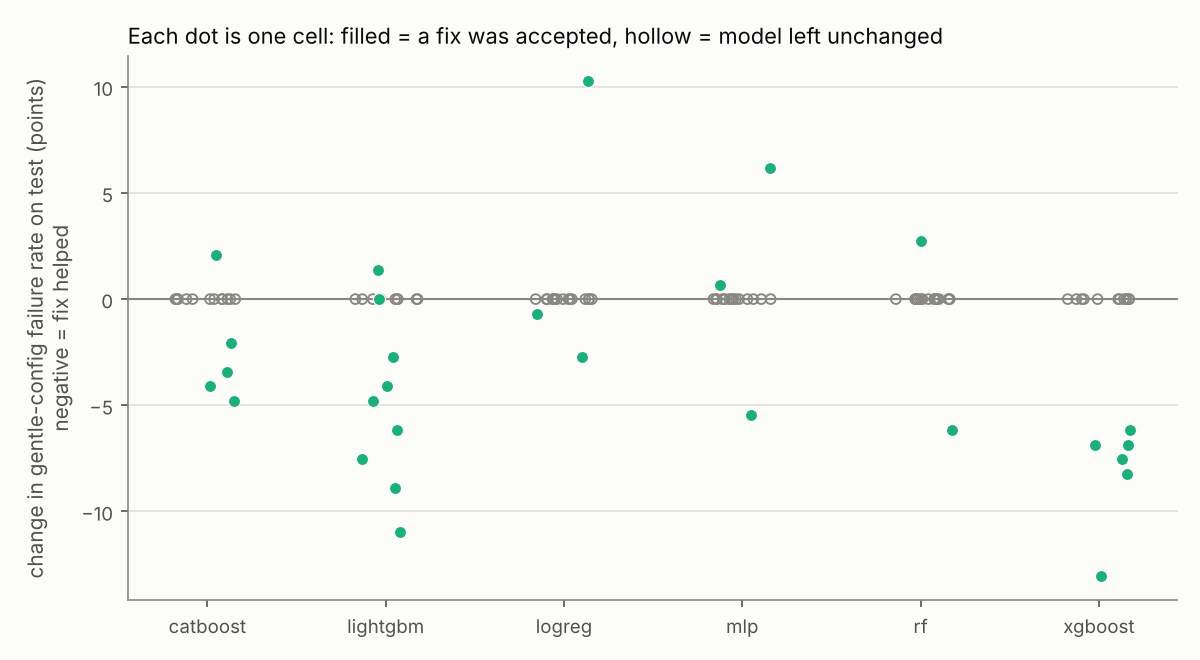 Each dot is one cell: filled = a fix was accepted, hollow = model left unchanged
change in gentle-config failure rate on test (points)
negative = fix helped
10
5
0
−5
−10
catboost
lightgbm
logreg
mlp
rf
xgboost